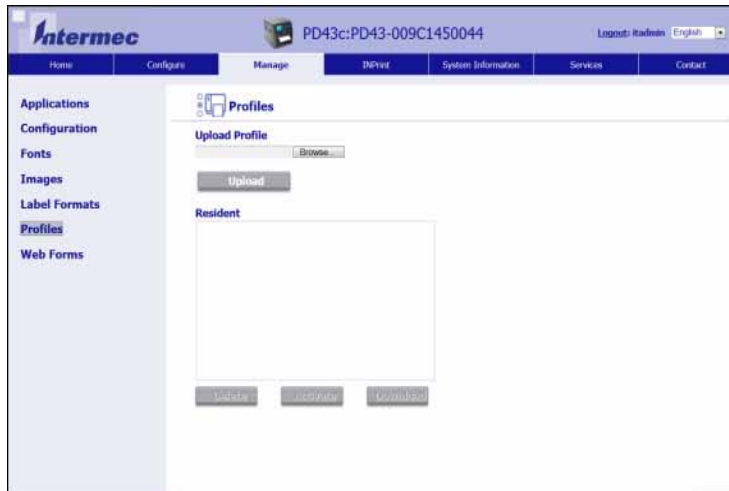 Intermec
PD43c:PD43-009C1450044
Logout: itadmin English
Home Configure Manage INPrint System Information Services Contact
Applications
Configuration
Fonts
Images
Label Formats
Profiles
Web Forms
Profiles
Upload Profile
Browse...
Upload
Resident
Delete Activate Download